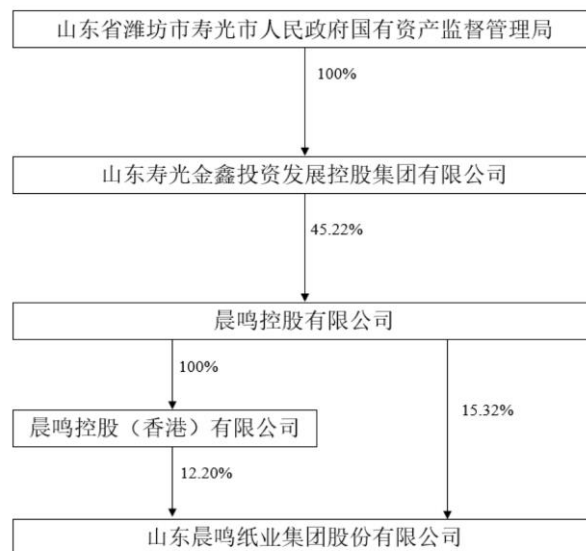 山东省潍坊市寿光市人民政府国有资产监督管理局
100%
山东寿光金鑫投资发展控股集团有限公司
45.22%
晨鸣控股有限公司
100%
15.32%
晨鸣控股（香港）有限公司
12.20%
山东晨鸣纸业集团股份有限公司